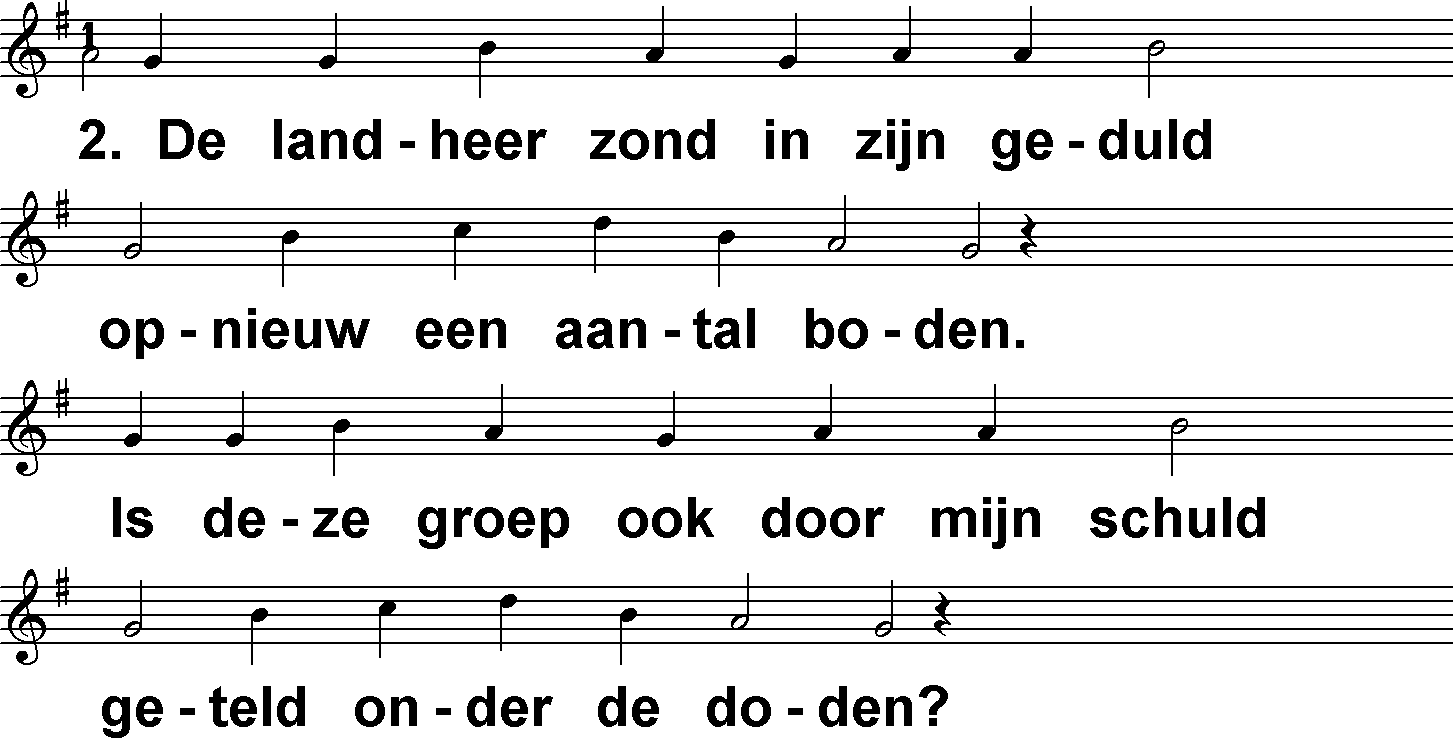 1
2. De land - heer zond in zijn ge - duld
op - nieuw een aan - tal bo - den.
Is de - ze groep ook door mijn schuld
ge - teld on - der de do - den?